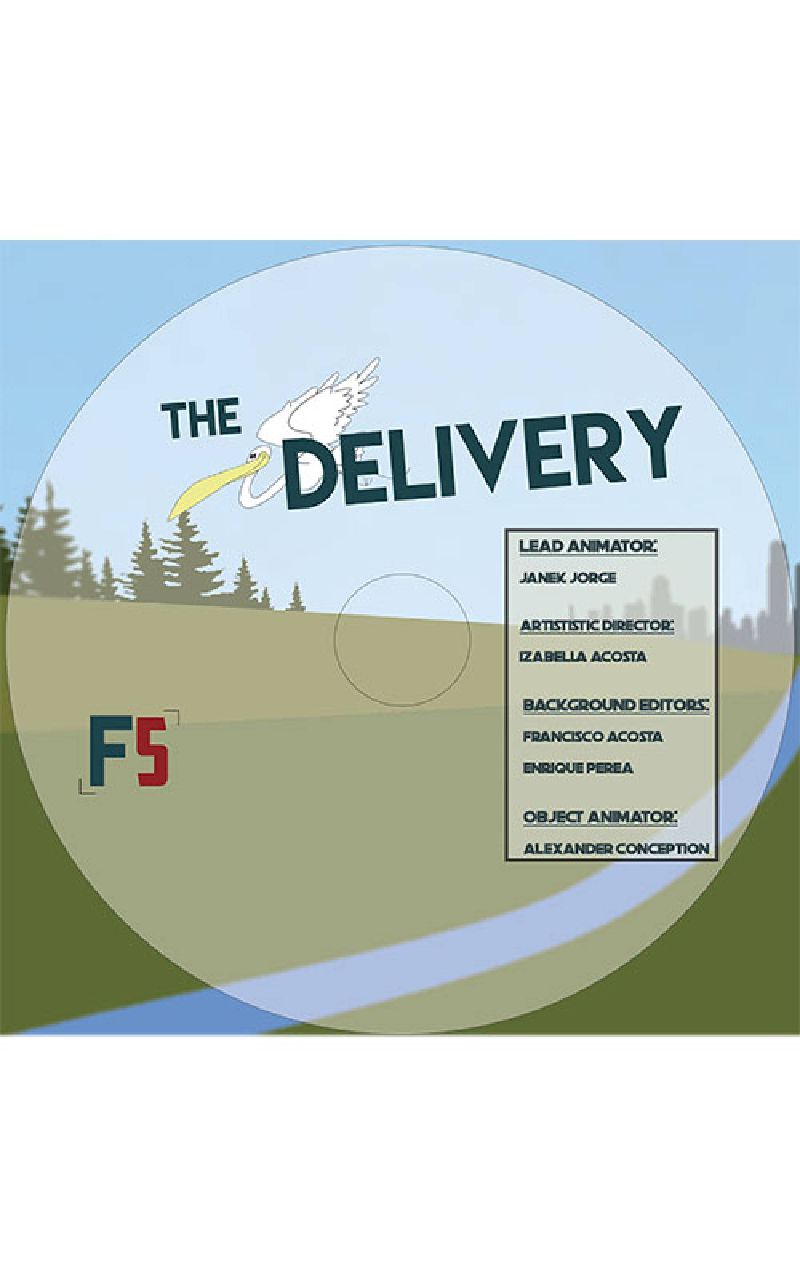 THE
DELIVERY
LEAD ANIMATOR:
JANEK JORGE
ARTISTISTIC DIRECTOR:
IZABELLA ACOSTA
BACKGROUND EDITORS:
FRANCISCO ACOSTA
ENRIQUE PEREA
OBJECT ANIMATOR:
ALEXANDER CONCEPTION
F5